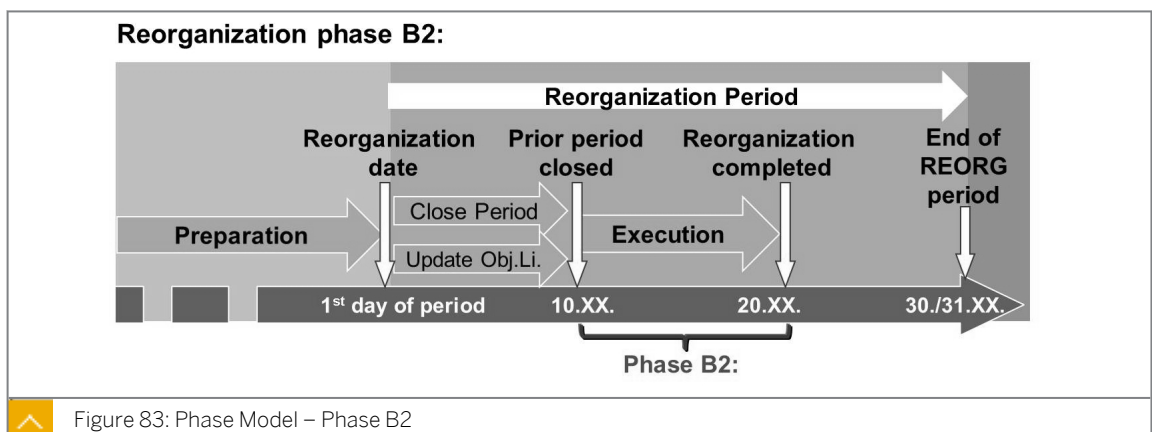 Reorganization phase B2:
Reorganization Period
Reorganization date
Prior period closed
Reorganization completed
End of REORG period
Preparation
Close Period
Update Obj.Li.
Execution
1st day of period
10.XX.
20.XX.
30./31.XX.
Phase B2:
Figure 83: Phase Model – Phase B2